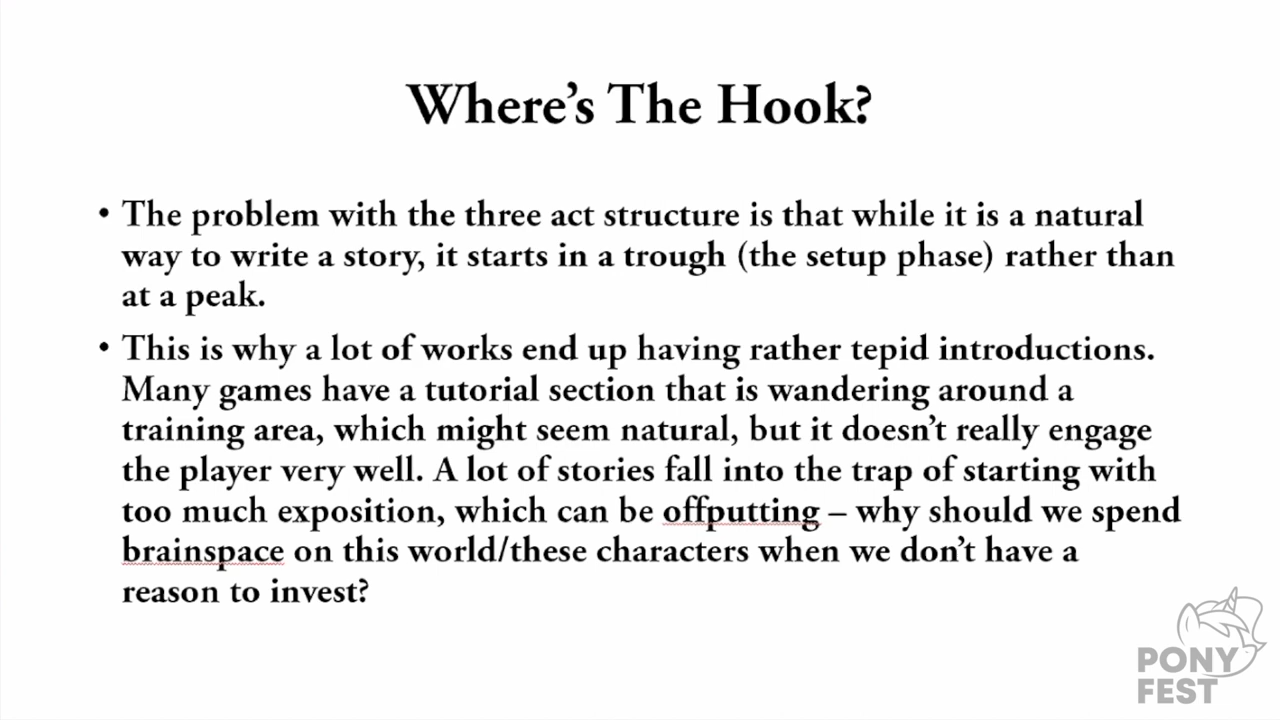 Where’s The Hook?
• The problem with the three act structure is that while it is a natural
way to write a story, it starts in a trough (the setup phase) rather than
at a peak.
• This is why a lot of works end up having rather tepid introductions.
Many games have a tutorial section that is wandering around a
training area, which might seem natural, but it doesn’t really engage
the player very well. A lot of stories fall into the trap of starting with
too much exposition, which can be offputting – why should we spend
brainspace on this world/these characters when we don’t have a
reason to invest?
PONY
FEST